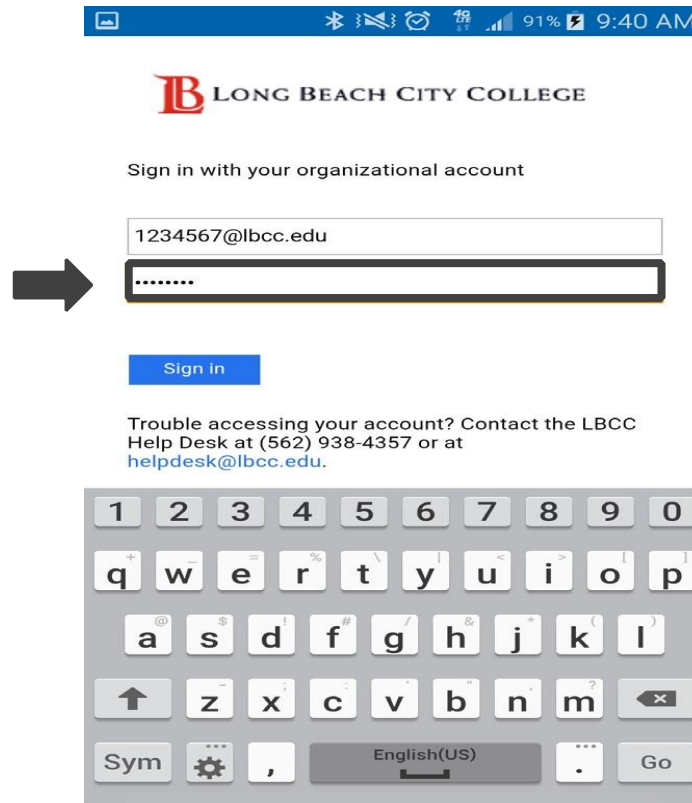 91% 9:40 AM
LB LONG BEACH CITY COLLEGE
Sign in with your organizational account
1234567@lbcc.edu
••••••••
Sign in
Trouble accessing your account? Contact the LBCC
Help Desk at (562) 938-4357 or at
helpdesk@lbcc.edu.
1 2 3 4 5 6 7 8 9 0
+ _ = % \ | < > [ ]
q w e r t y u i o p
@ $ ! # / & * ( )
a s d f g h j k l
z x c v b n m
Sym , English(US) . Go